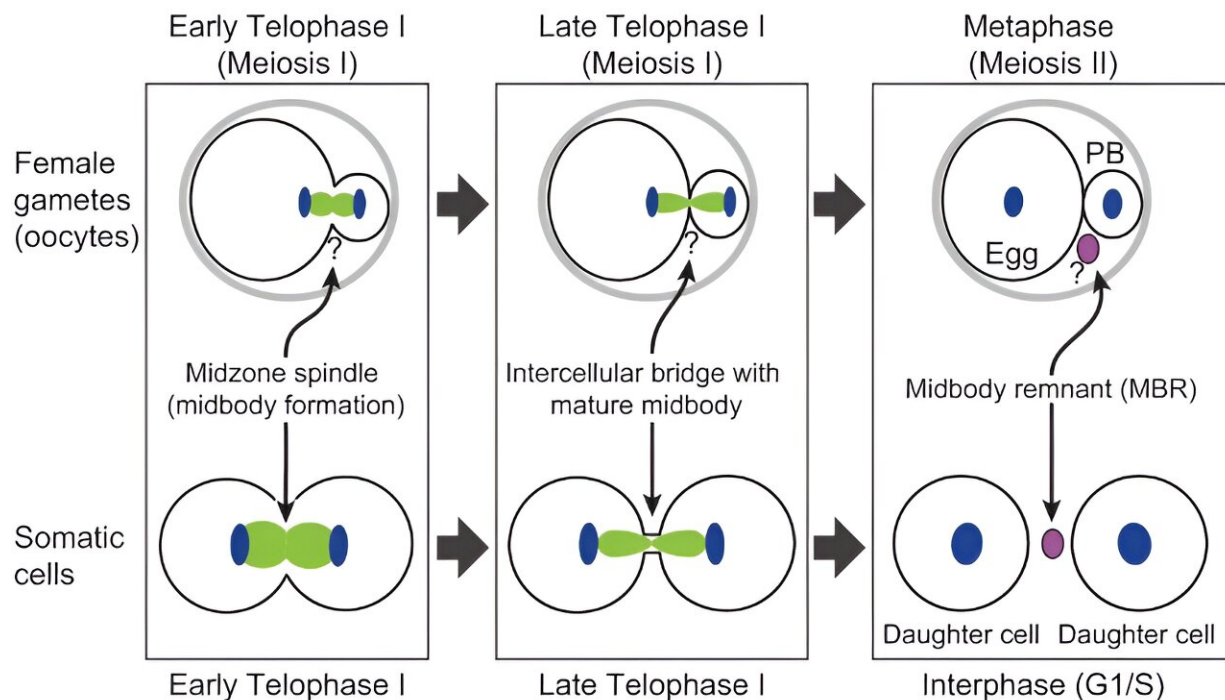 Early Telophase I
(Meiosis I)
Late Telophase I
(Meiosis I)
Metaphase
(Meiosis II)
Female
gametes
(oocytes)
?
?
PB
Egg
?
Midzone spindle
(midbody formation)
Intercellular bridge with
mature midbody
Midbody remnant (MBR)
Somatic
cells
Daughter cell
Daughter cell
Early Telophase I
Late Telophase I
Interphase (G1/S)